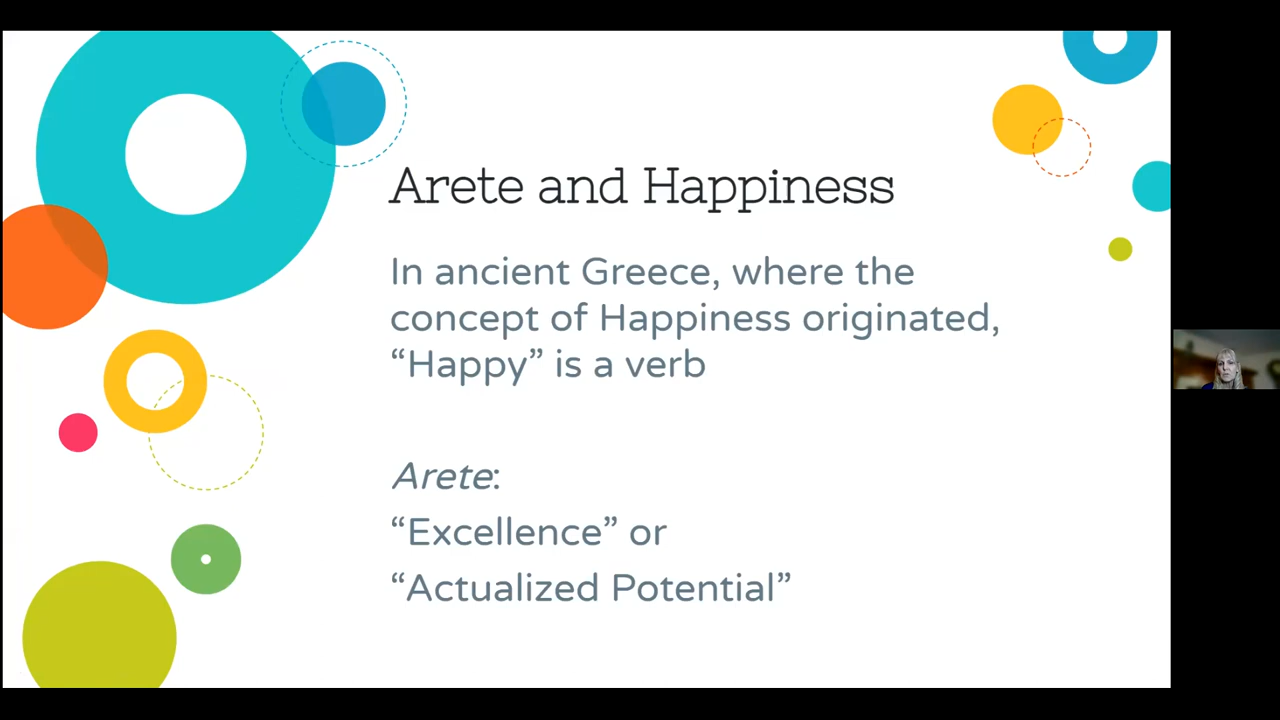 Arete and Happiness
In ancient Greece, where the
concept of Happiness originated,
“Happy” is a verb
Arete:
“Excellence” or
“Actualized Potential”